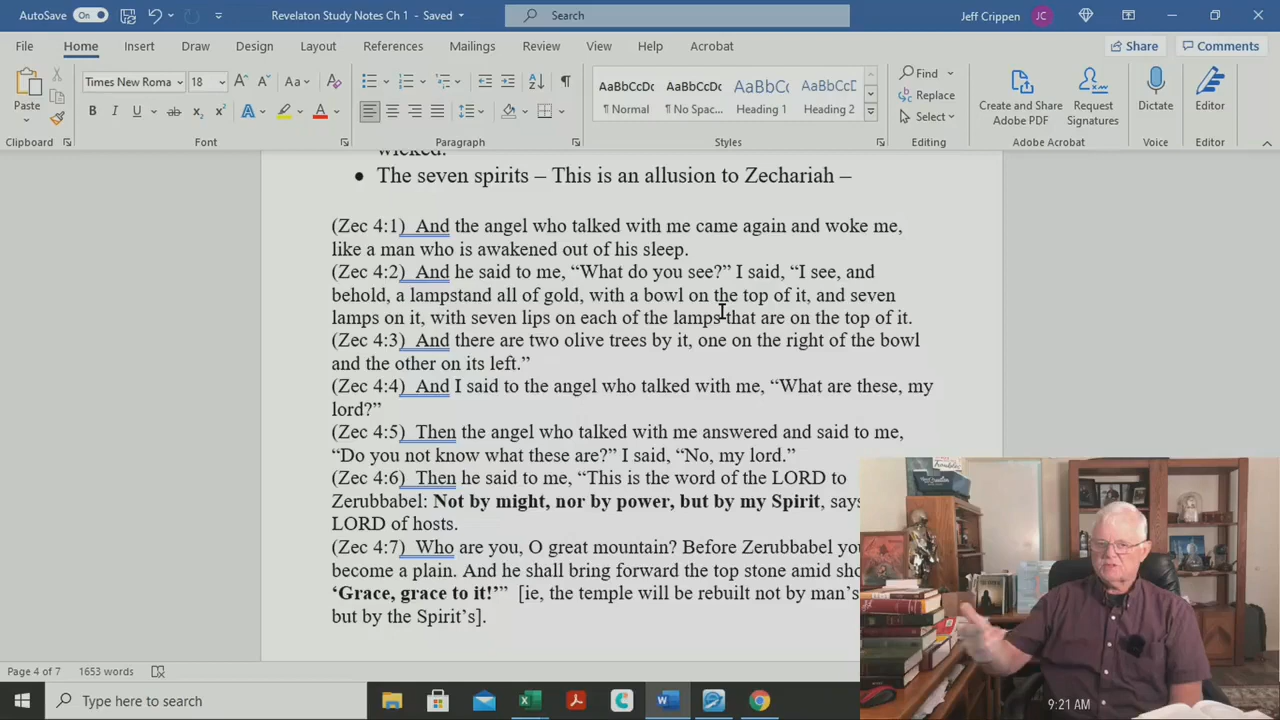 AutoSave On Revelaton Study Notes Ch 1 - Saved Search Jeff Crippen JC
File Home Insert Draw Design Layout References Mailings Review View Help Acrobat Share Comments
Paste
Clipboard
Times New Roma 18
Aa
B I U ab x₂ x²
A A
Font
Paragraph
AaBbCcDc AaBbCcDc AaBbC AaBbCcD
¶ Normal ¶ No Spac... Heading 1 Heading 2
Styles
Find
Replace
Select
Editing
Create and Share Adobe PDF
Request Signatures
Adobe Acrobat
Dictate
Voice
Editor
Editor
wicked.
• The seven spirits – This is an allusion to Zechariah –
(Zec 4:1) And the angel who talked with me came again and woke me,
like a man who is awakened out of his sleep.
(Zec 4:2) And he said to me, “What do you see?” I said, “I see, and
behold, a lampstand all of gold, with a bowl on the top of it, and seven
lamps on it, with seven lips on each of the lamps that are on the top of it.
(Zec 4:3) And there are two olive trees by it, one on the right of the bowl
and the other on its left.”
(Zec 4:4) And I said to the angel who talked with me, “What are these, my
lord?”
(Zec 4:5) Then the angel who talked with me answered and said to me,
“Do you not know what these are?” I said, “No, my lord.”
(Zec 4:6) Then he said to me, “This is the word of the LORD to
Zerubbabel: Not by might, nor by power, but by my Spirit, says
LORD of hosts.
(Zec 4:7) Who are you, O great mountain? Before Zerubbabel yo
become a plain. And he shall bring forward the top stone amid sho
‘Grace, grace to it!’” [ie, the temple will be rebuilt not by man’s
but by the Spirit’s].
Page 4 of 7 1653 words
Type here to search
9:21 AM